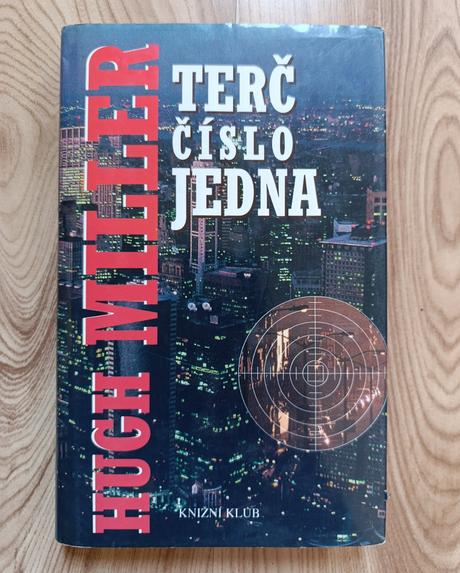 HUGH MILLER
TERČ
ČÍSLO
JEDNA
KNIŽNÍ KLUB